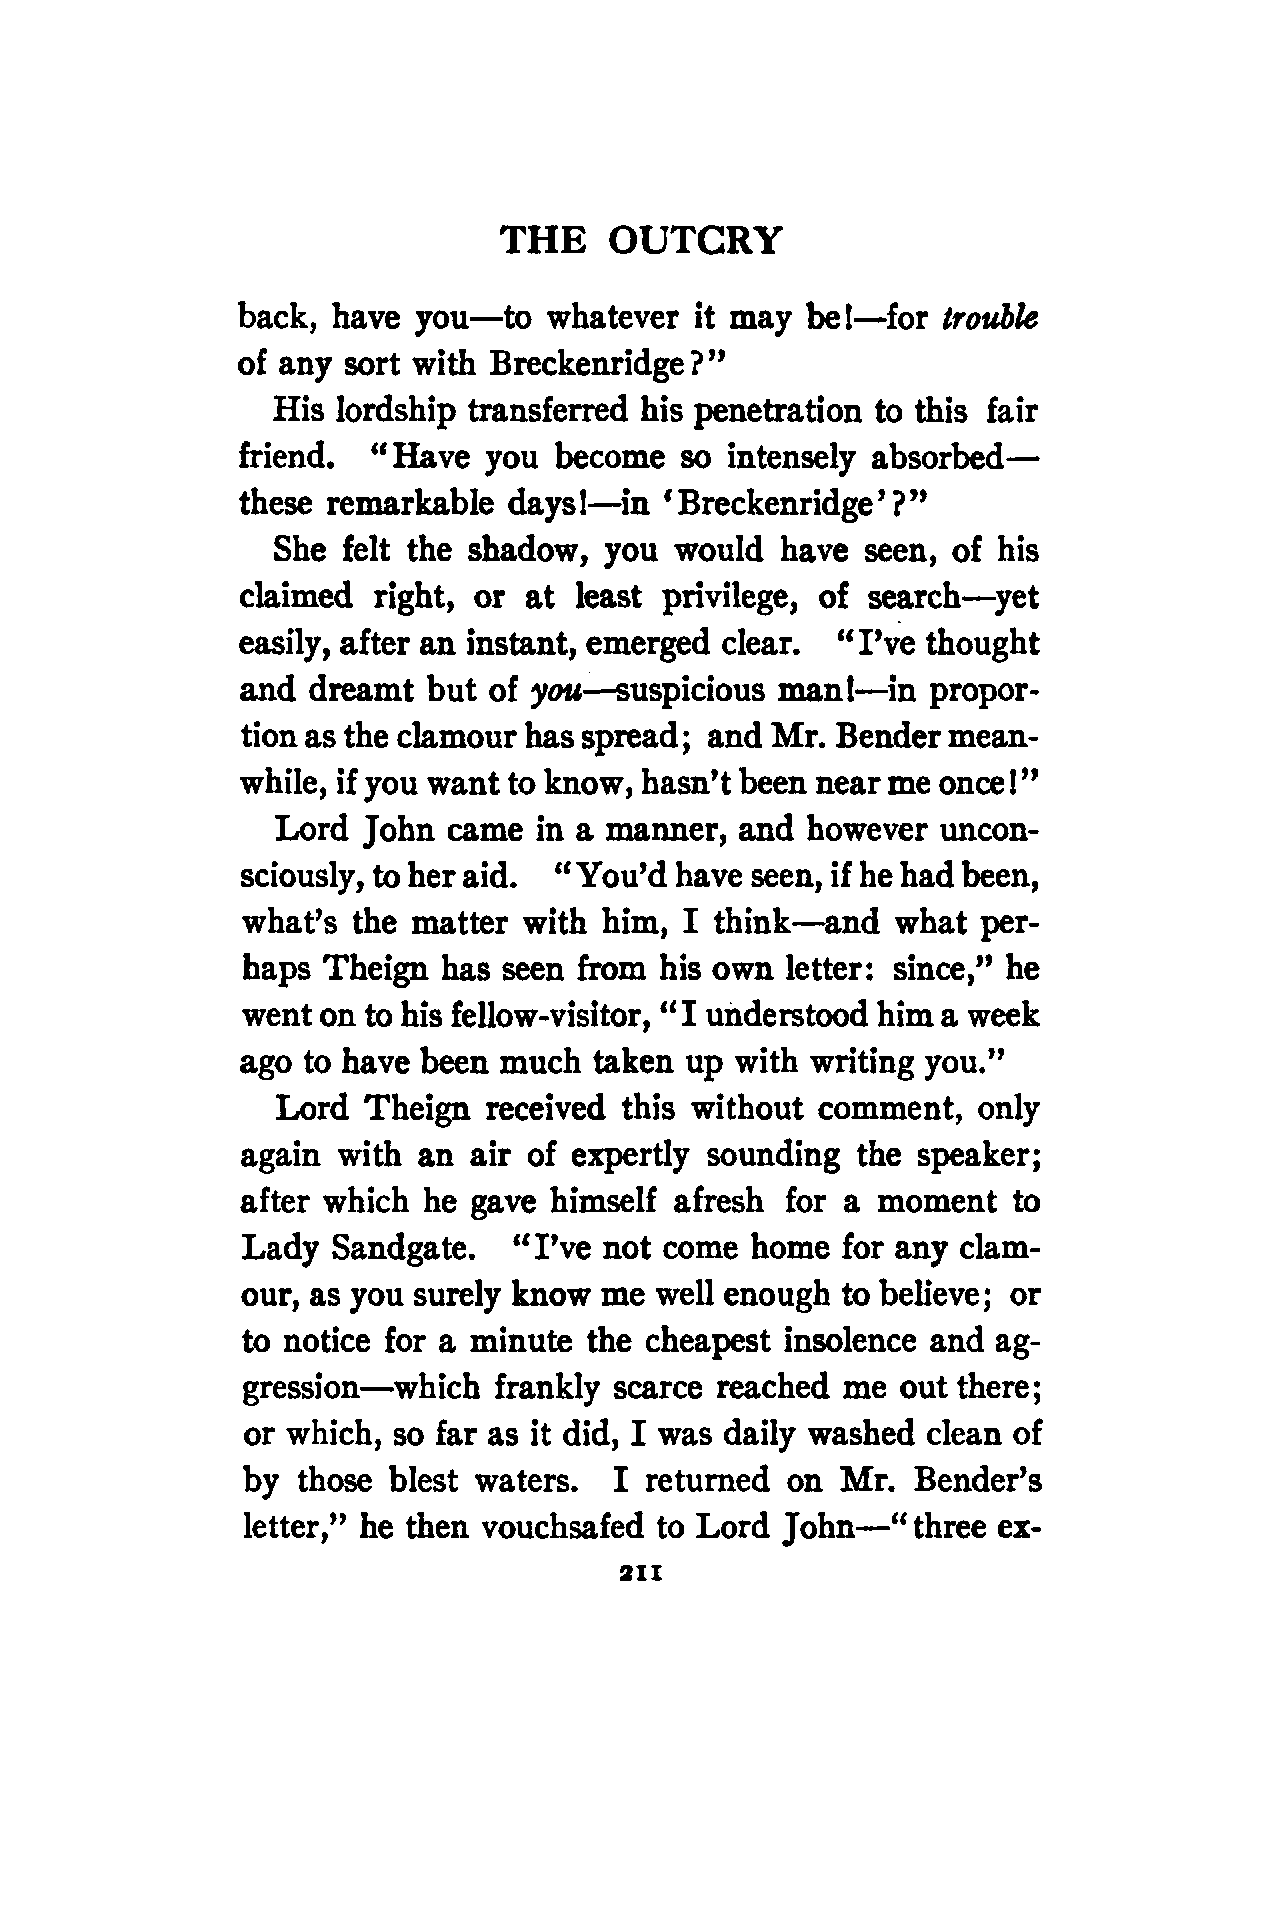 THE OUTCRY
back, have you—to whatever it may be!—for trouble
of any sort with Breckenridge?"
His lordship transferred his penetration to this fair
friend. "Have you become so intensely absorbed—
these remarkable days!—in 'Breckenridge'?"
She felt the shadow, you would have seen, of his
claimed right, or at least privilege, of search—yet
easily, after an instant, emerged clear. "I've thought
and dreamt but of you—suspicious man!—in propor-
tion as the clamour has spread; and Mr. Bender mean-
while, if you want to know, hasn't been near me once!"
Lord John came in a manner, and however uncon-
sciously, to her aid. "You'd have seen, if he had been,
what's the matter with him, I think—and what per-
haps Theign has seen from his own letter: since," he
went on to his fellow-visitor, "I understood him a week
ago to have been much taken up with writing you."
Lord Theign received this without comment, only
again with an air of expertly sounding the speaker;
after which he gave himself afresh for a moment to
Lady Sandgate. "I've not come home for any clam-
our, as you surely know me well enough to believe; or
to notice for a minute the cheapest insolence and ag-
gression—which frankly scarce reached me out there;
or which, so far as it did, I was daily washed clean of
by those blest waters. I returned on Mr. Bender's
letter," he then vouchsafed to Lord John—"three ex-
211